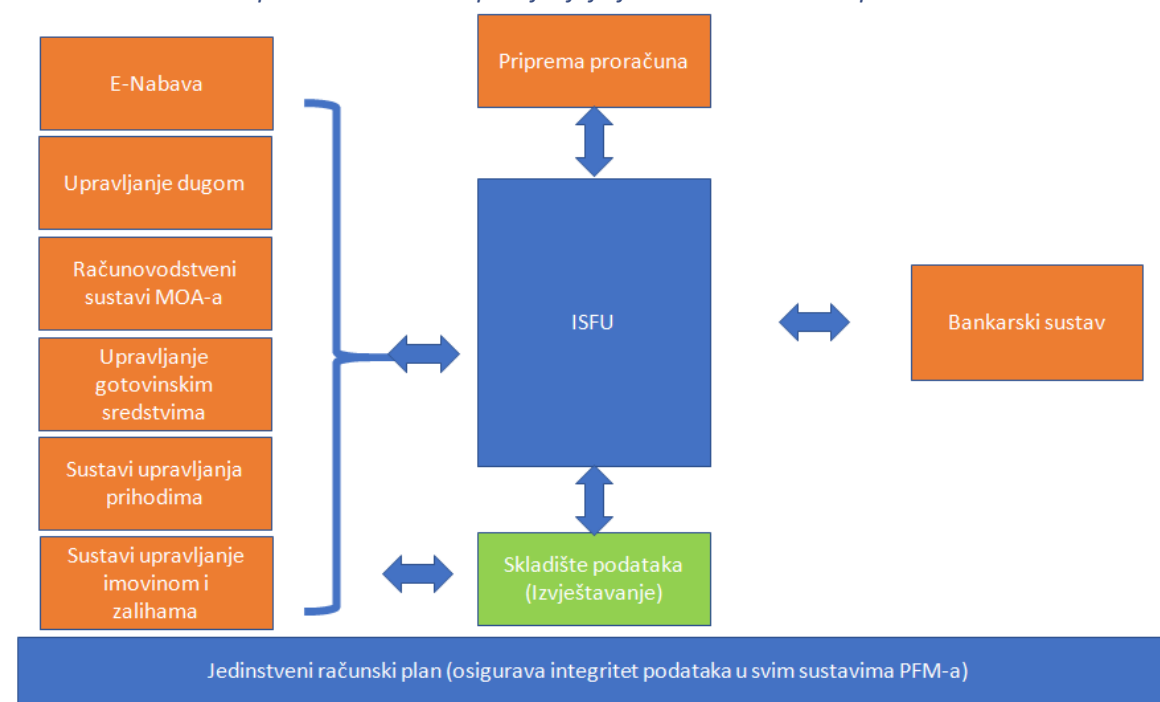 E-Nabava
Upravljanje dugom
Računovodstveni
sustavi MOA-a
Upravljanje
gotovinskim
sredstvima
Sustavi upravljanja
prihodima
Sustavi upravljanje
imovinom i
zalihama
Priprema proračuna
ISFU
Skladište podataka
(Izvještavanje)
Bankarski sustav
Jedinstveni računski plan (osigurava integritet podataka u svim sustavima PFM-a)